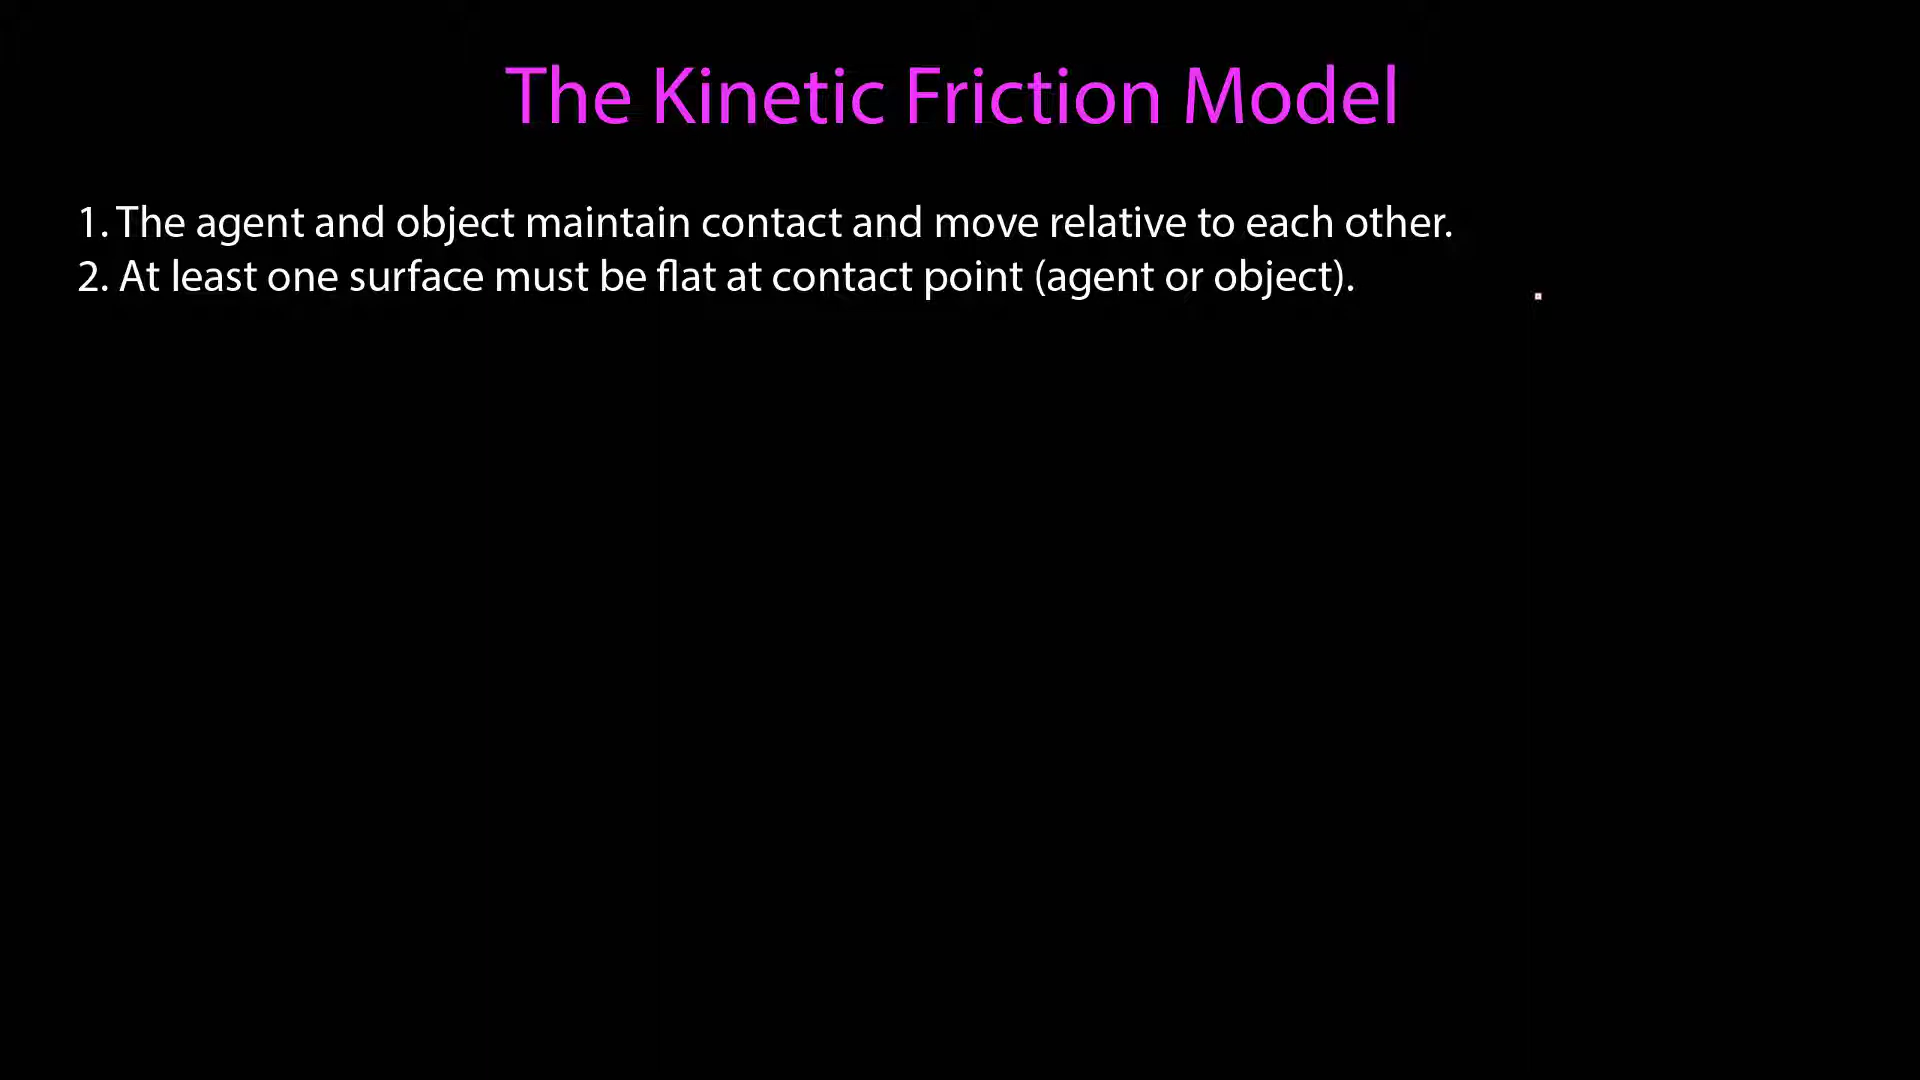 The Kinetic Friction Model
1. The agent and object maintain contact and move relative to each other.
2. At least one surface must be flat at contact point (agent or object).